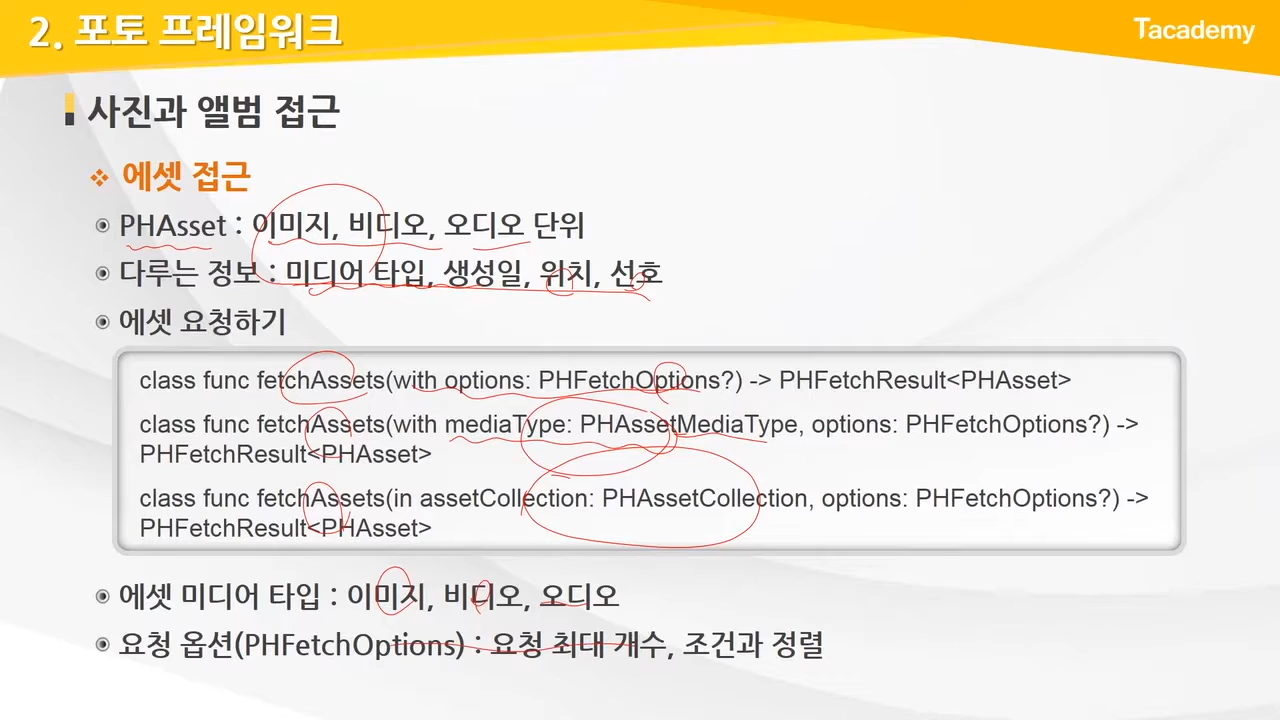 2. 포토 프레임워크
Tacademy
사진과 앨범 접근
에셋 접근
PHAsset : 이미지, 비디오, 오디오 단위
다루는 정보 : 미디어 타입, 생성일, 위치, 선호
에셋 요청하기
class func fetchAssets(with options: PHFetchOptions?) -> PHFetchResult<PHAsset>
class func fetchAssets(with mediaType: PHAssetMediaType, options: PHFetchOptions?) ->
PHFetchResult<PHAsset>
class func fetchAssets(in assetCollection: PHAssetCollection, options: PHFetchOptions?) ->
PHFetchResult<PHAsset>
에셋 미디어 타입 : 이미지, 비디오, 오디오
요청 옵션(PHFetchOptions) : 요청 최대 개수, 조건과 정렬